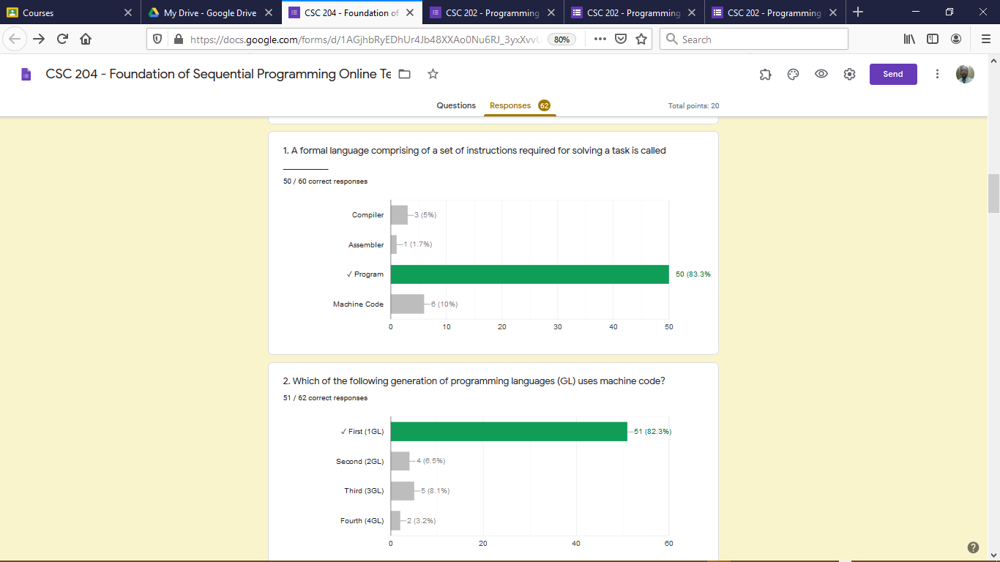 Courses
My Drive - Google Drive
CSC 204 - Foundation of
CSC 202 - Programming
CSC 202 - Programming
CSC 202 - Programming
https://docs.google.com/forms/d/1AGjhbRyEDhUr4Jb48XXAo0Nu6RJ_3yxXvvU
80%
Search
CSC 204 - Foundation of Sequential Programming Online Te
Send
Questions
Responses 62
Total points: 20
1. A formal language comprising of a set of instructions required for solving a task is called
__________
50 / 60 correct responses
Compiler 3 (5%)
Assembler 1 (1.7%)
✓ Program 50 (83.3%
Machine Code 6 (10%)
0 10 20 30 40 50
2. Which of the following generation of programming languages (GL) uses machine code?
51 / 62 correct responses
✓ First (1GL) 51 (82.3%)
Second (2GL) 4 (6.5%)
Third (3GL) 5 (8.1%)
Fourth (4GL) 2 (3.2%)
0 20 40 60